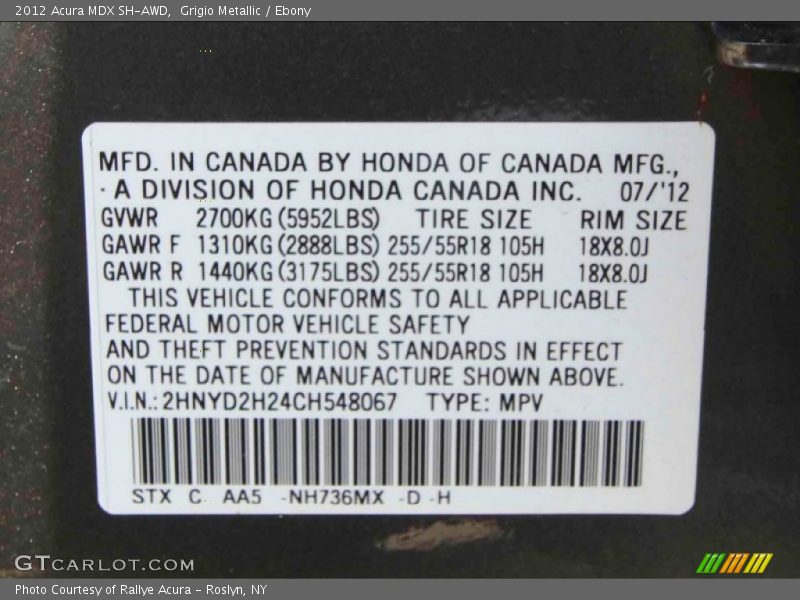 2012 Acura MDX SH-AWD,  Grigio Metallic / Ebony
MFD. IN CANADA BY HONDA OF CANADA MFG.,
A DIVISION OF HONDA CANADA INC. 07/'12
GVWR 2700KG (5952LBS) TIRE SIZE RIM SIZE
GAWR F 1310KG (2888LBS) 255/55R18 105H 18X8.0J
GAWR R 1440KG (3175LBS) 255/55R18 105H 18X8.0J
THIS VEHICLE CONFORMS TO ALL APPLICABLE
FEDERAL MOTOR VEHICLE SAFETY
AND THEFT PREVENTION STANDARDS IN EFFECT
ON THE DATE OF MANUFACTURE SHOWN ABOVE.
V.I.N.: 2HNYD2H24CH548067 TYPE: MPV
STX C AA5 -NH736MX -D -H
GTCARLOT.COM
Photo Courtesy of Rallye Acura - Roslyn, NY